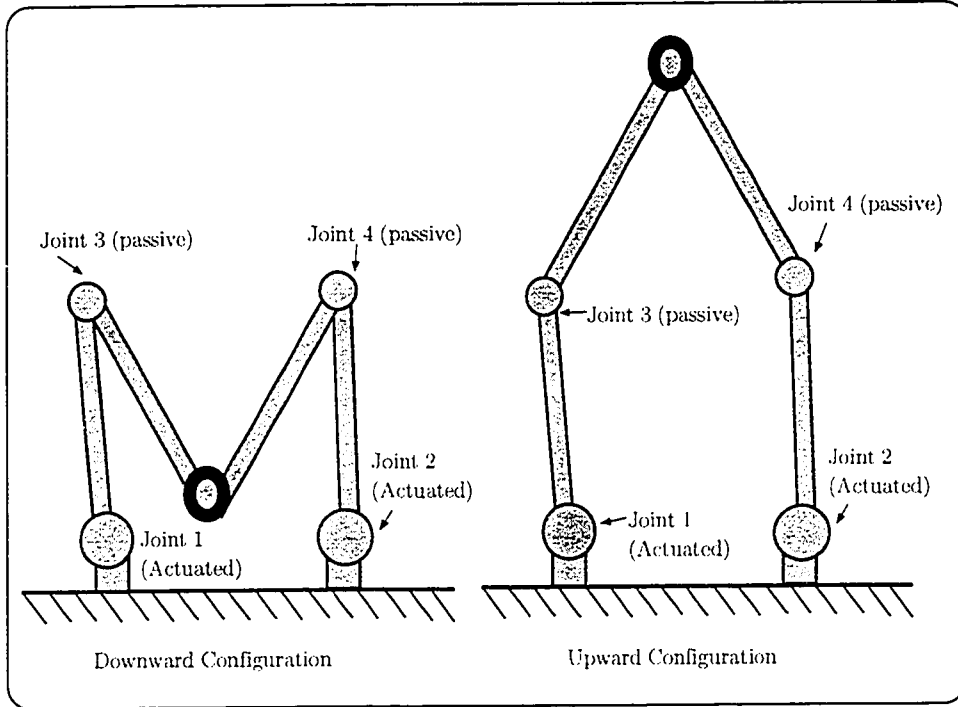 Joint 3 (passive)
Joint 4 (passive)
Joint 2
(Actuated)
Joint 1
(Actuated)
Downward Configuration
Joint 4 (passive)
Joint 3 (passive)
Joint 2
(Actuated)
Joint 1
(Actuated)
Upward Configuration